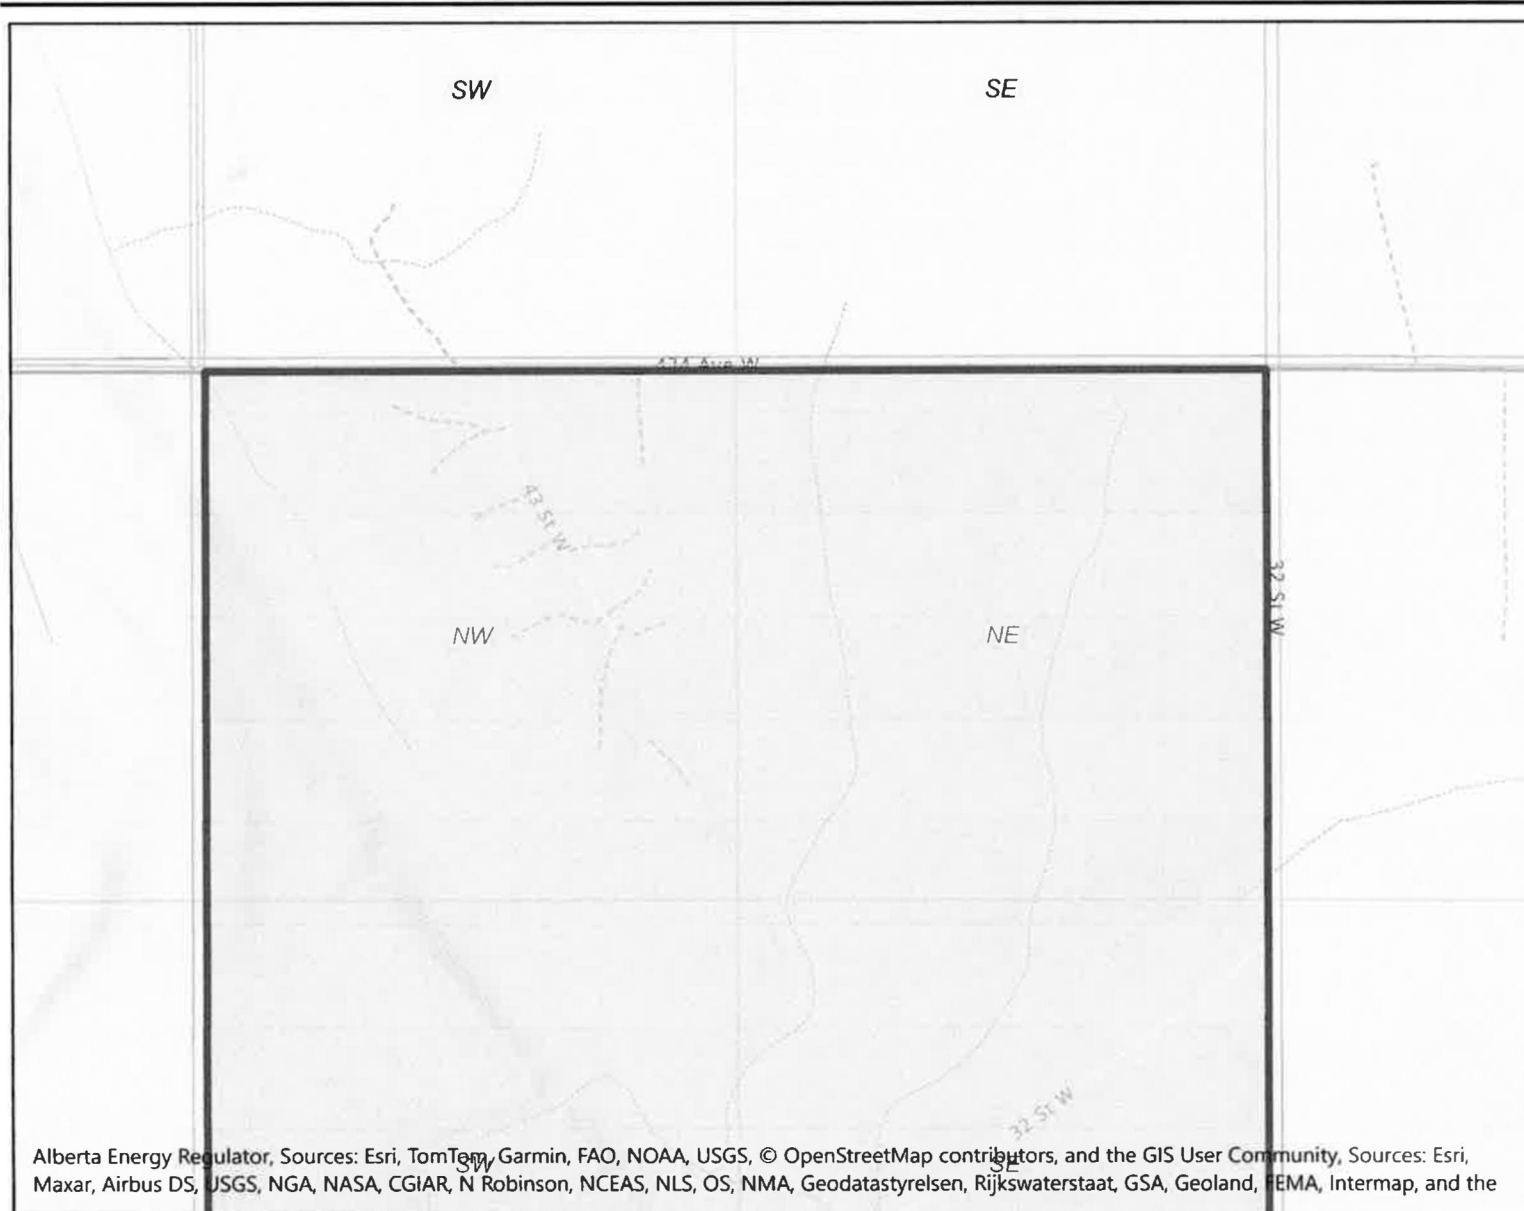 SW
SE
474 Ave W
43 St W
NW
NE
32 St W
32 St W
SW
SE
Alberta Energy Regulator, Sources: Esri, TomTom, Garmin, FAO, NOAA, USGS, © OpenStreetMap contributors, and the GIS User Community, Sources: Esri,
Maxar, Airbus DS, USGS, NGA, NASA, CGIAR, N Robinson, NCEAS, NLS, OS, NMA, Geodatastyrelsen, Rijkswaterstaat, GSA, Geoland, FEMA, Intermap, and the